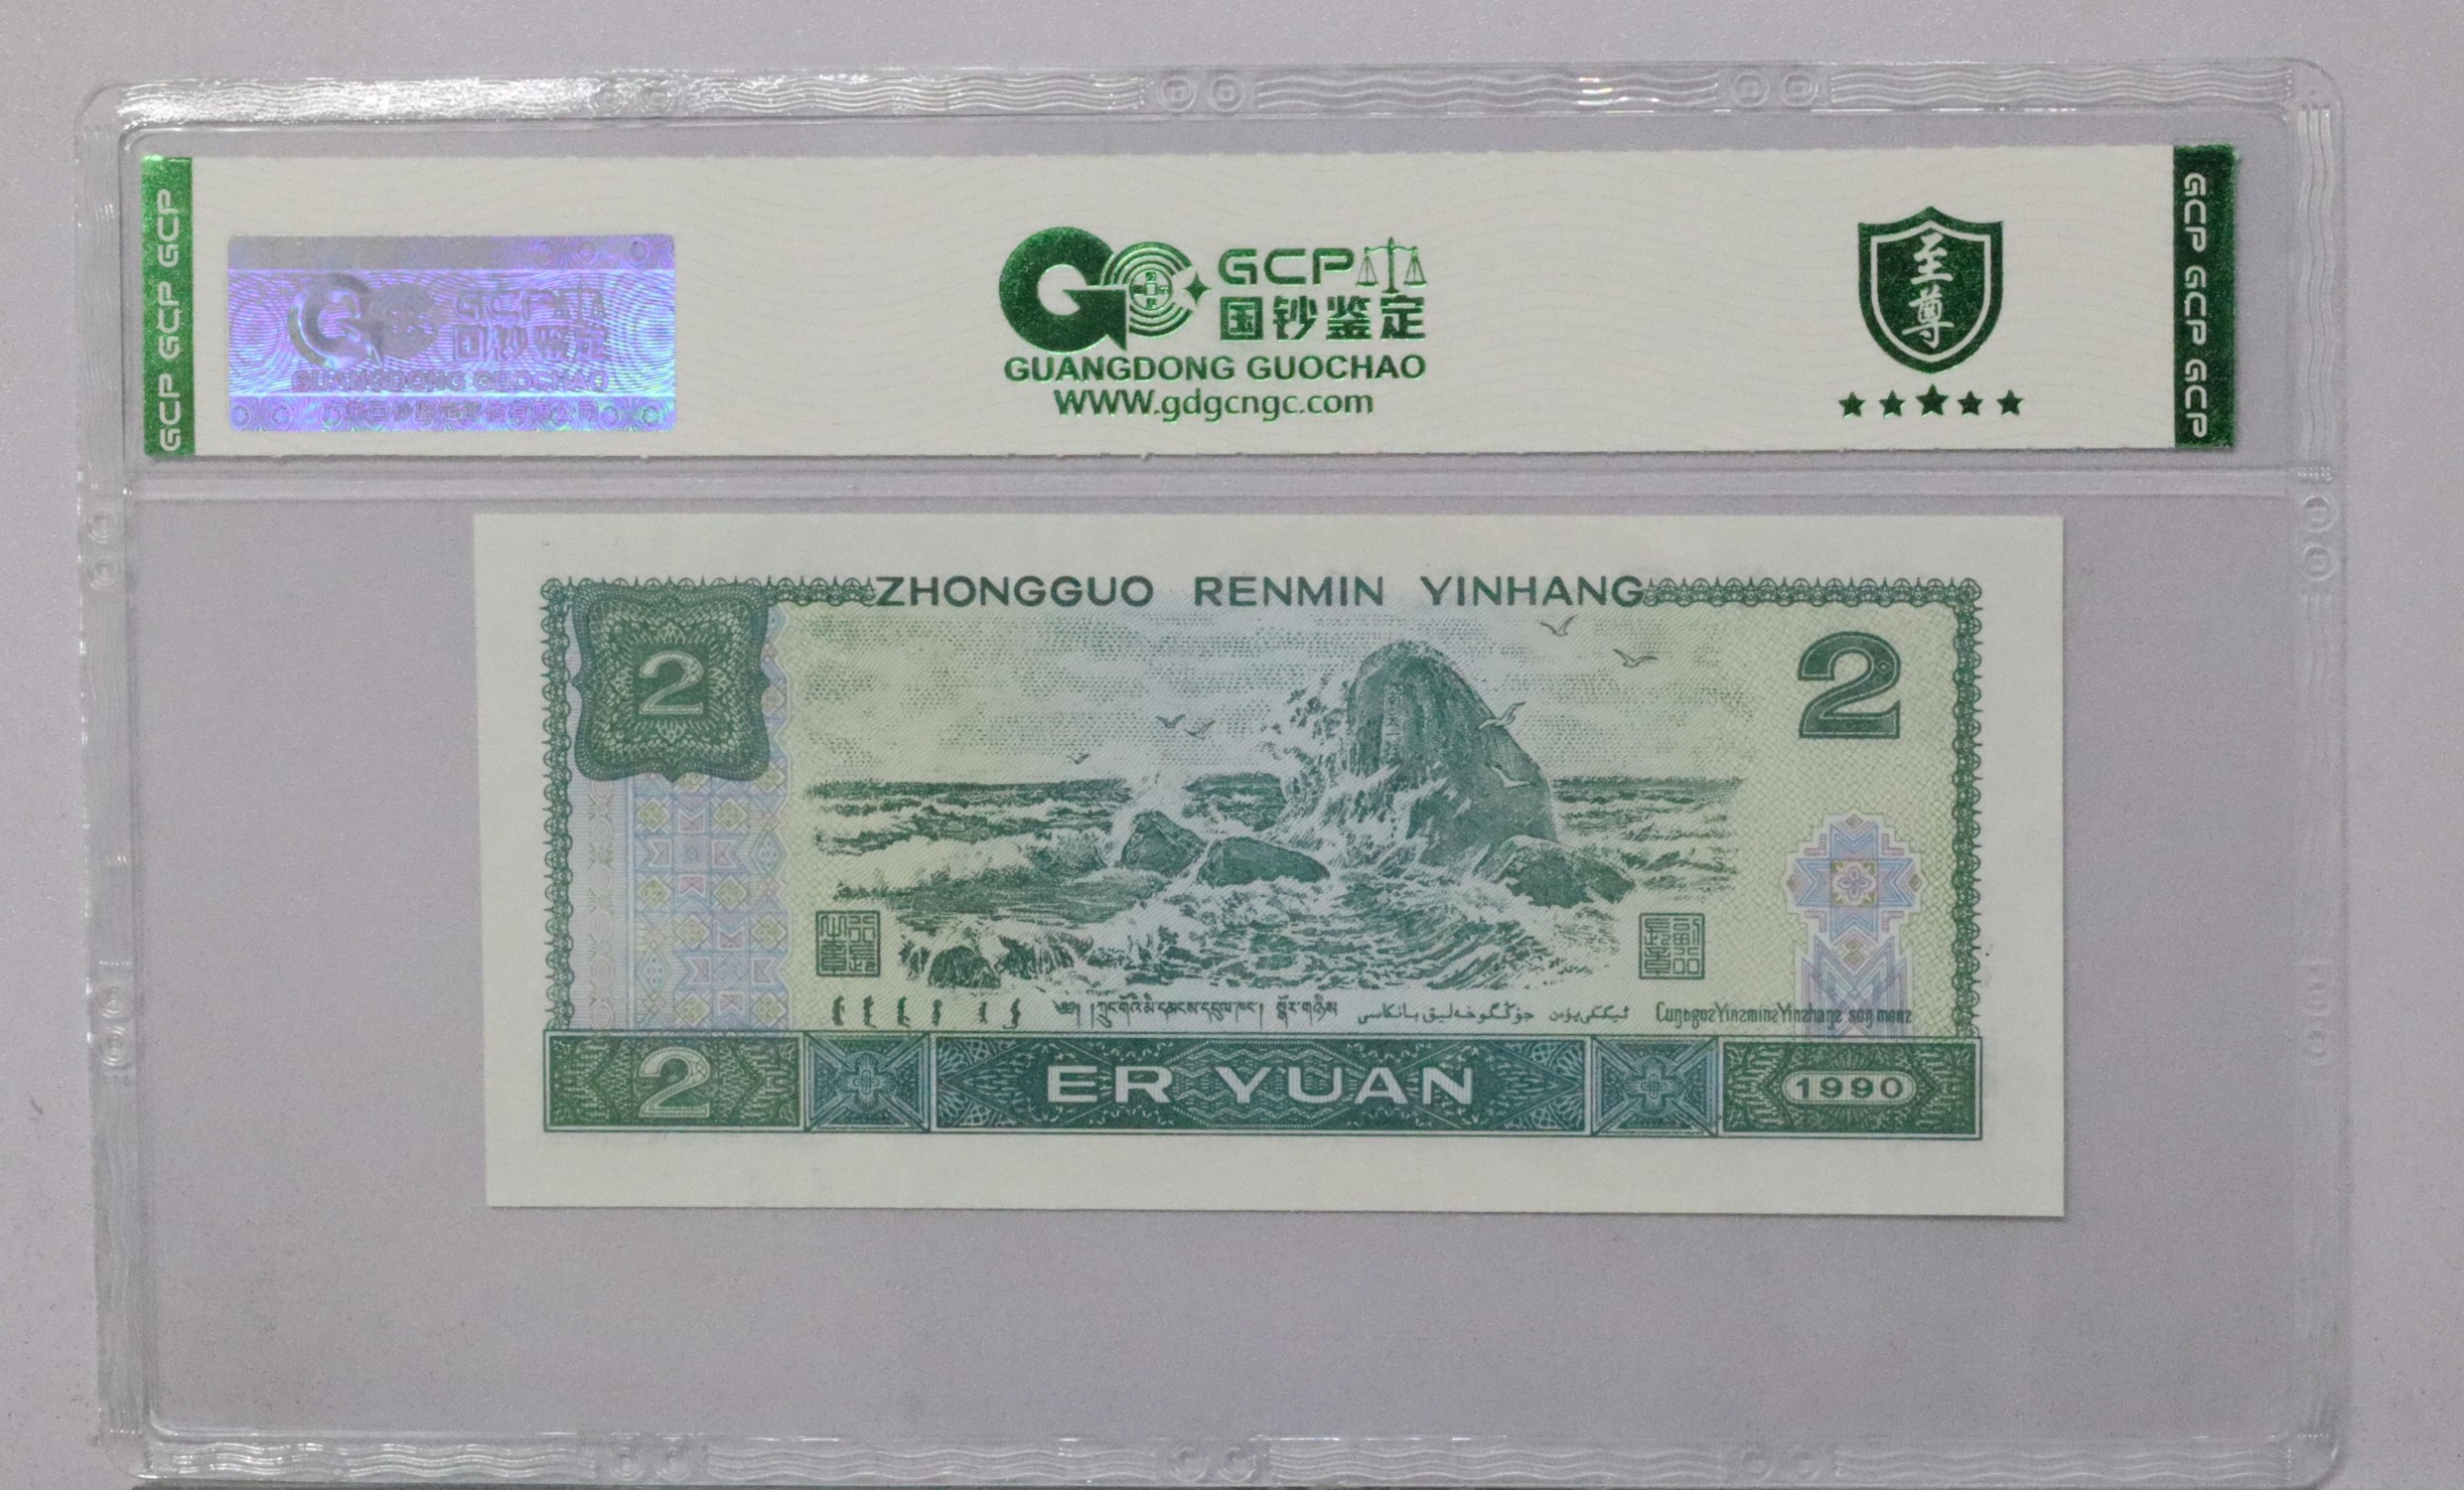 GCP GCP GCP
GCP 国钞鉴定
GUANGDONG GUOCHAO
GCP
国钞鉴定
GUANGDONG GUOCHAO
www.gdgcngc.com
至尊
GCP GCP GCP
ZHONGGUO RENMIN YINHANG
2
2
2
ER YUAN
1990